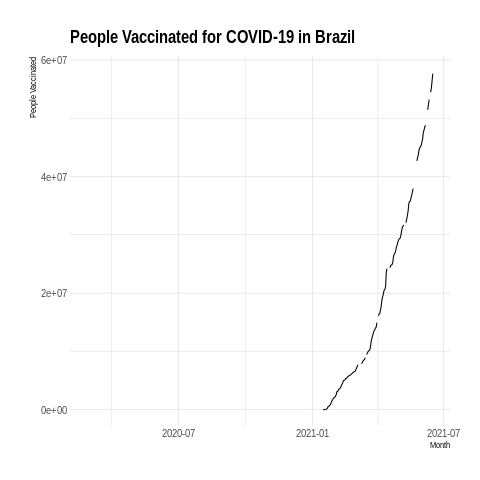 People Vaccinated for COVID-19 in Brazil
People Vaccinated
6e+07
4e+07
2e+07
0e+00
2020-07
2021-01
2021-07
Month